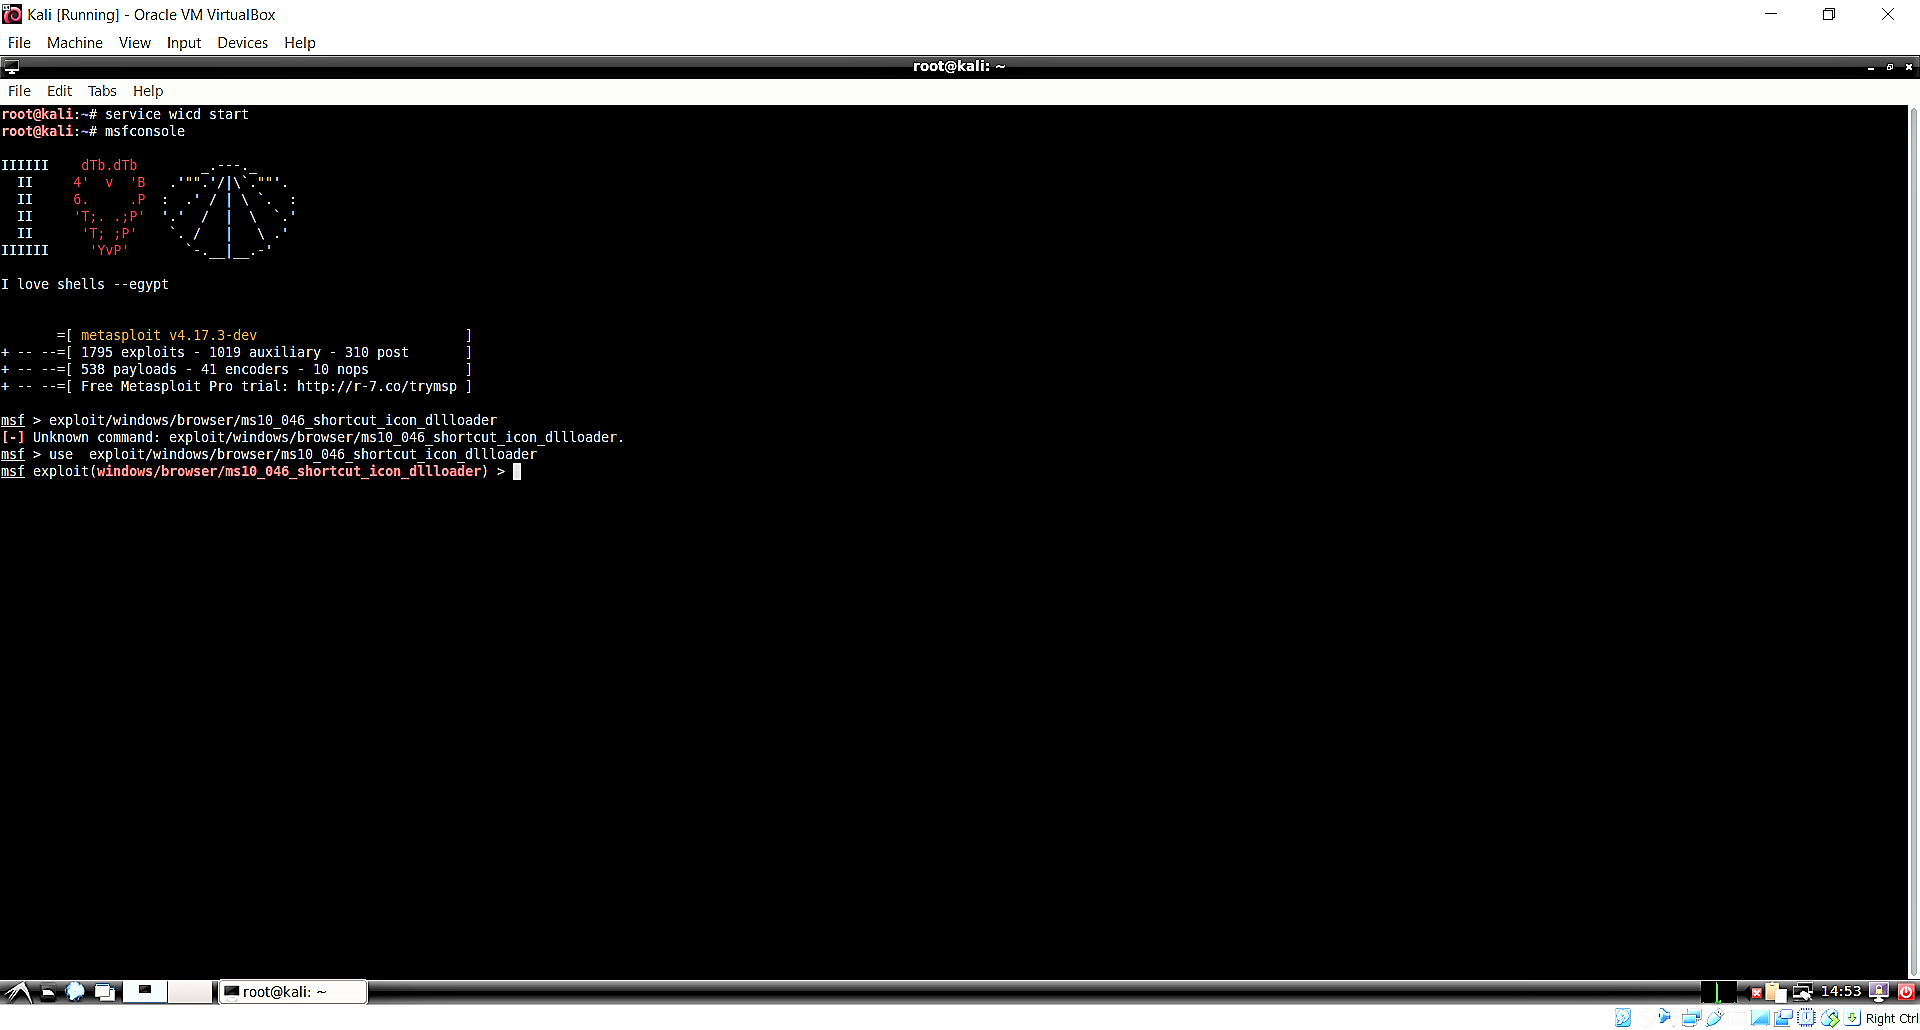 Kali [Running] - Oracle VM VirtualBox
File Machine View Input Devices Help
root@kali: ~
File Edit Tabs Help
root@kali:~# service wicd start
root@kali:~# msfconsole
IIIIII    dTb.dTb        _.---._
  II     4'  v  'B   .'"".'/|\`.""'.
  II     6.     .P  :  .' / | \ `.  :
  II     'T;. .;P'  '.'  /  |  \  `.'
  II      'T; ;P'    `. /   |   \ .'
IIIIII     'YvP'       `-.__|__.-'
I love shells --egypt
       =[ metasploit v4.17.3-dev                          ]
+ -- --=[ 1795 exploits - 1019 auxiliary - 310 post       ]
+ -- --=[ 538 payloads - 41 encoders - 10 nops            ]
+ -- --=[ Free Metasploit Pro trial: http://r-7.co/trymsp ]
msf > exploit/windows/browser/ms10_046_shortcut_icon_dllloader
[-] Unknown command: exploit/windows/browser/ms10_046_shortcut_icon_dllloader.
msf > use  exploit/windows/browser/ms10_046_shortcut_icon_dllloader
msf exploit(windows/browser/ms10_046_shortcut_icon_dllloader) >
root@kali: ~
14:53
Right Ctrl